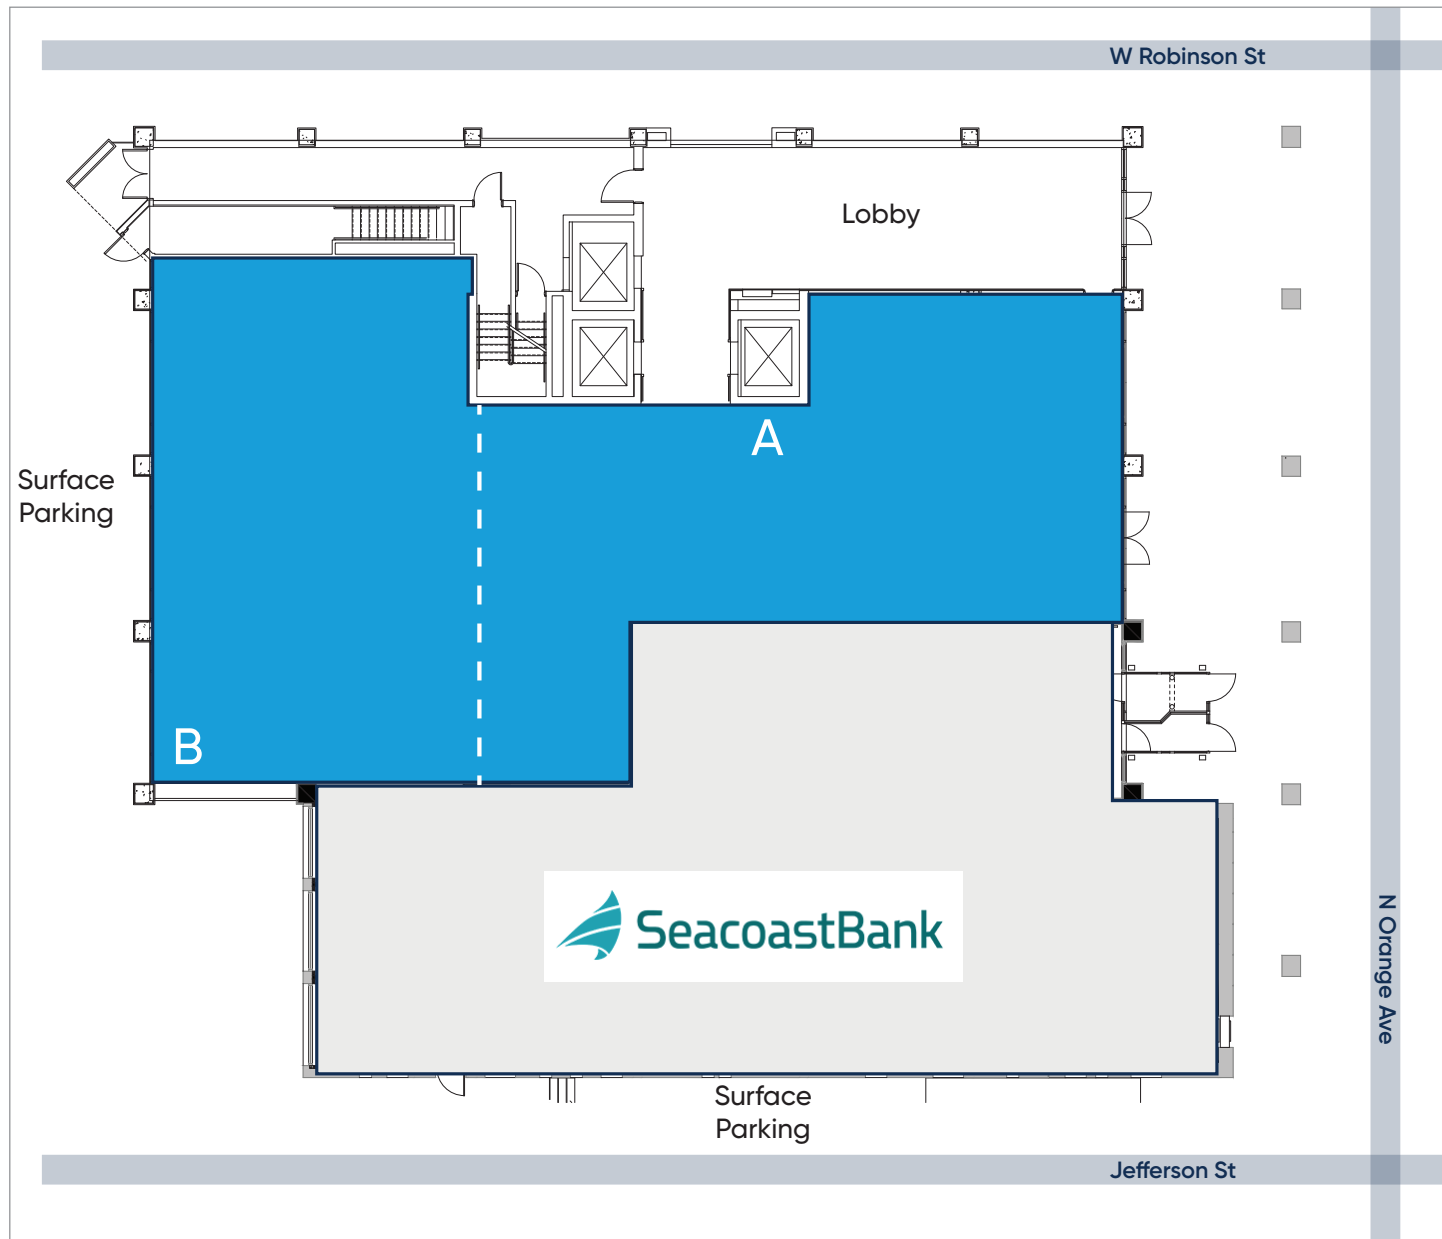 W Robinson St
Lobby
A
Surface
Parking
B
SeacoastBank
N Orange Ave
Surface
Parking
Jefferson St